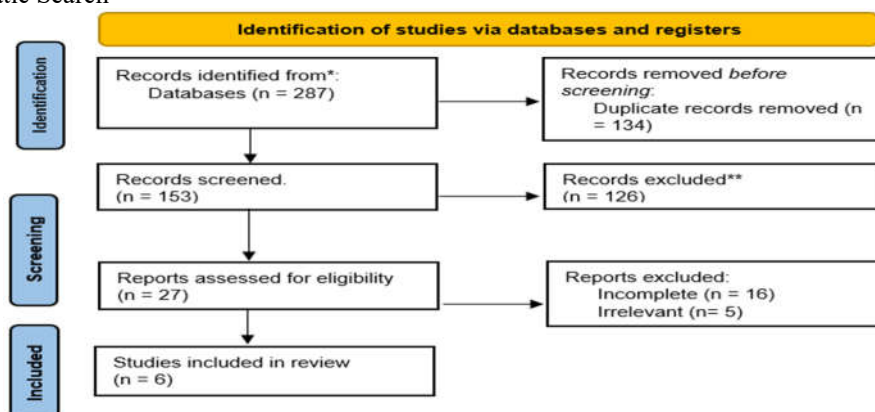 Identification of studies via databases and registers
Identification
Records identified from*:
Databases (n = 287)
Records removed before
screening:
Duplicate records removed (n
= 134)
Screening
Records screened.
(n = 153)
Records excluded**
(n = 126)
Reports assessed for eligibility
(n = 27)
Reports excluded:
Incomplete (n = 16)
Irrelevant (n= 5)
Included
Studies included in review
(n = 6)